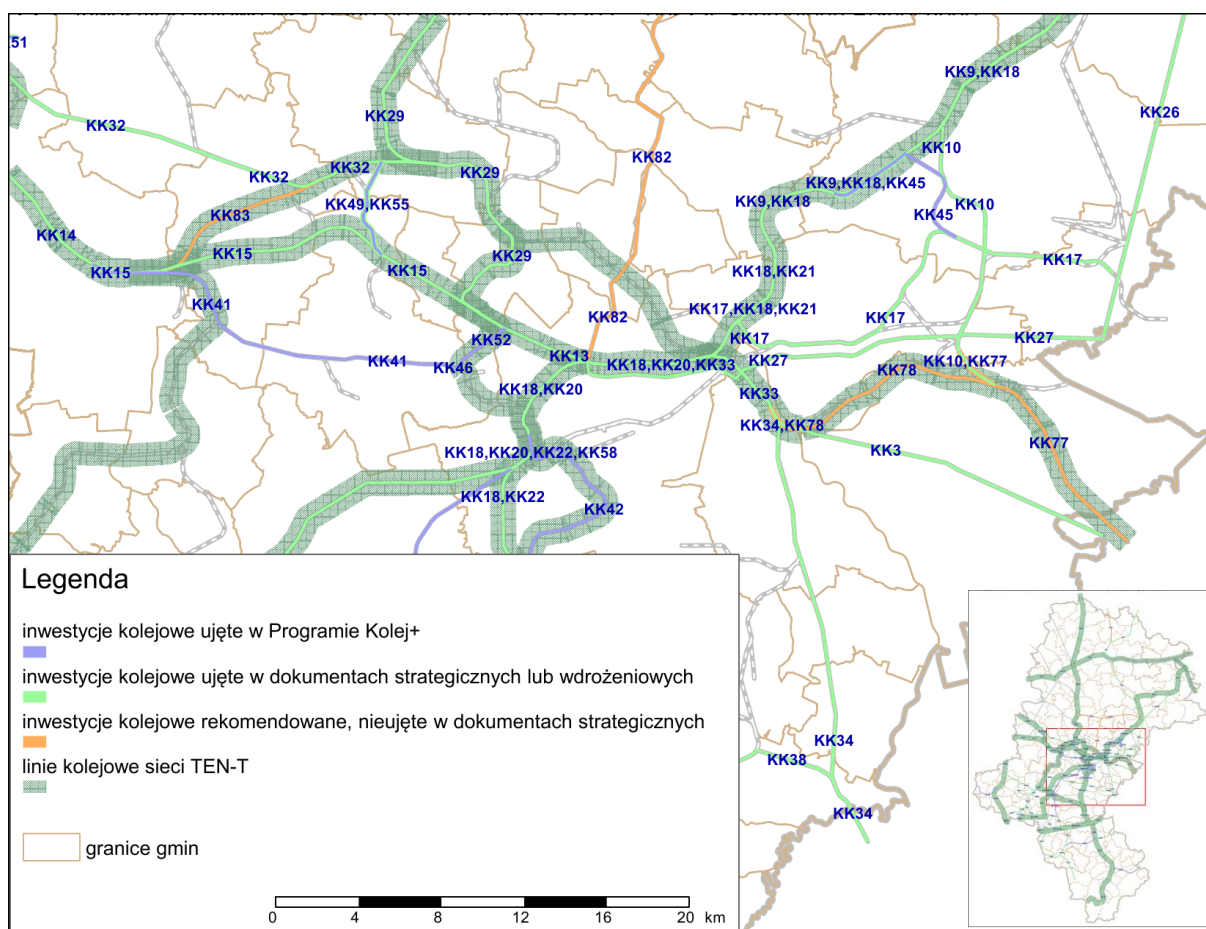 51
KK9,KK18
KK26
KK29
KK32
KK82
KK10
KK32
KK32
KK29
KK9,KK18,KK45
KK49,KK55
KK9,KK18
KK10
KK83
KK45
KK14
KK15
KK29
KK17
KK15
KK15
KK18,KK21
KK41
KK17,KK18,KK21
KK82
KK17
KK52
KK17
KK27
KK41
KK46
KK13
KK18,KK20,KK33
KK27
KK10,KK77
KK78
KK18,KK20
KK33
KK34,KK78
KK77
KK18,KK20,KK22,KK58
KK3
KK18,KK22
KK42
KK34
KK38
KK34
Legenda
inwestycje kolejowe ujęte w Programie Kolej+
inwestycje kolejowe ujęte w dokumentach strategicznych lub wdrożeniowych
inwestycje kolejowe rekomendowane, nieujęte w dokumentach strategicznych
linie kolejowe sieci TEN-T
granice gmin
0 4 8 12 16 20 km